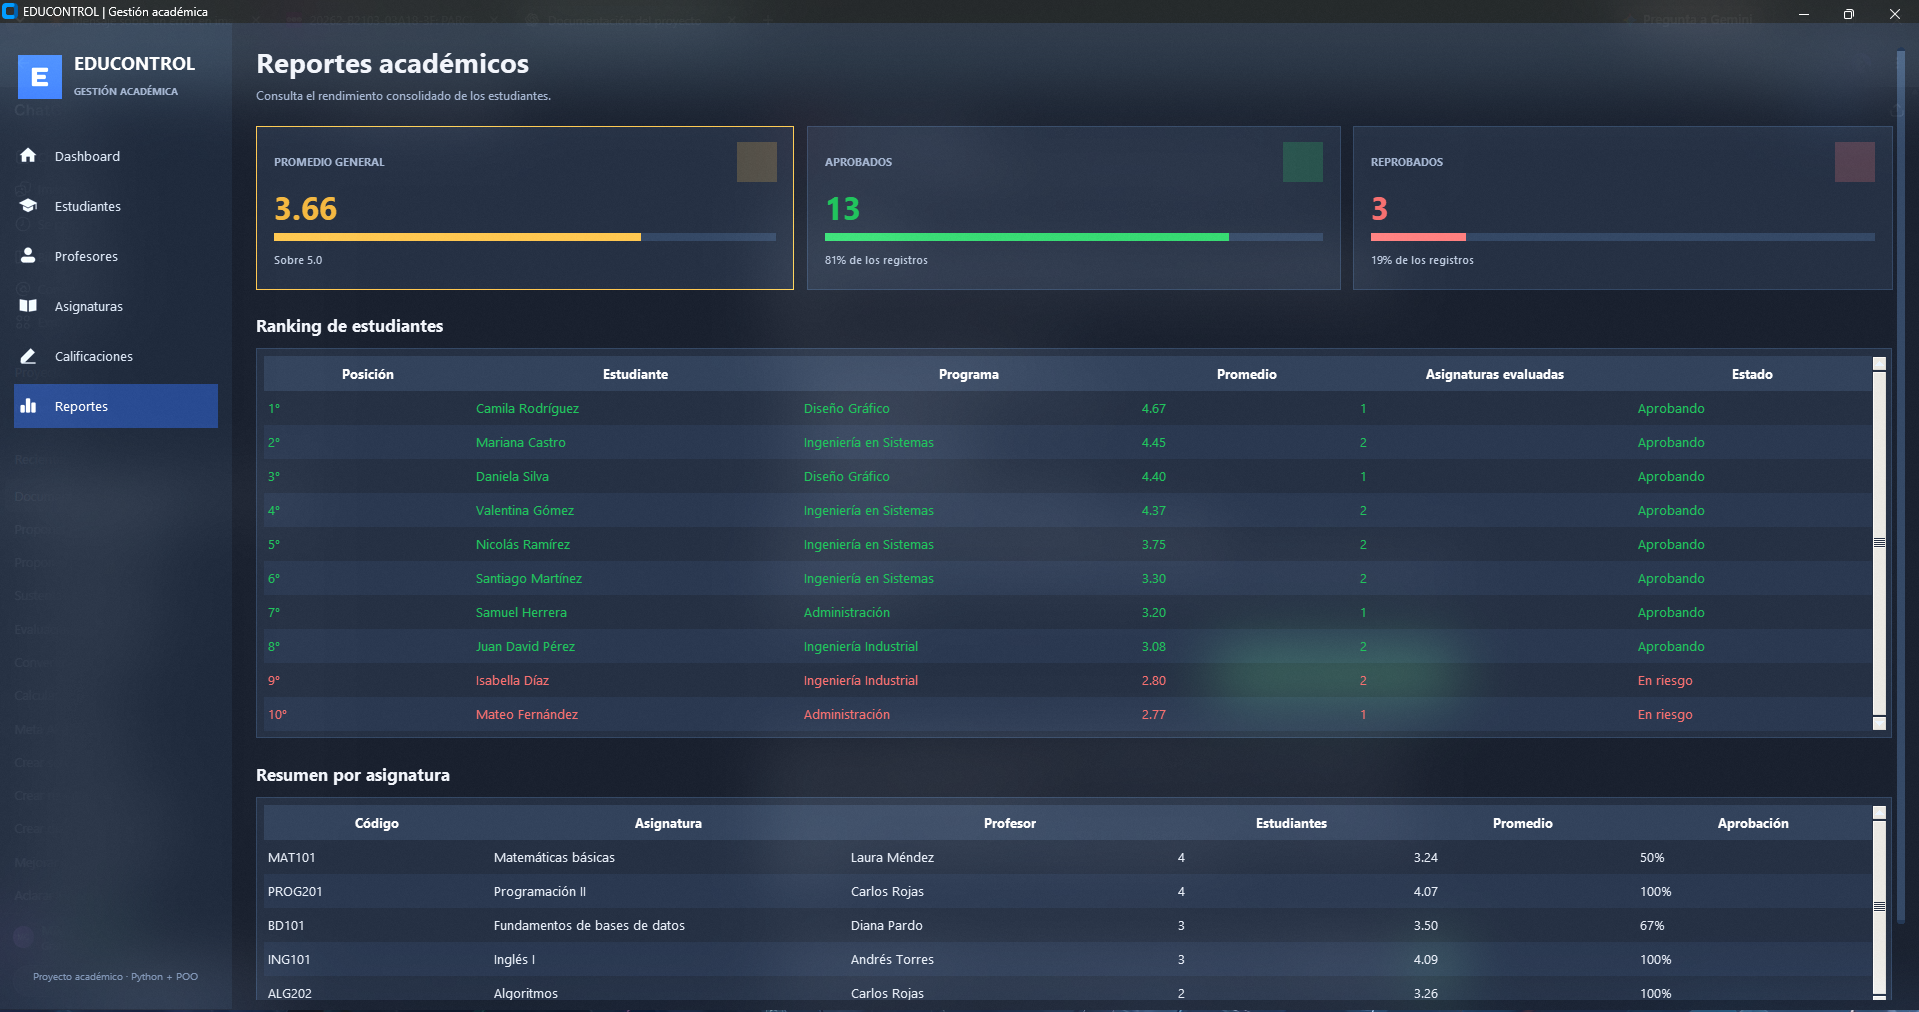 EDUCONTROL | Gestión académica
E
EDUCONTROL
GESTIÓN ACADÉMICA
Dashboard
Estudiantes
Profesores
Asignaturas
Calificaciones
Reportes
Proyecto académico · Python + POO
Reportes académicos
Consulta el rendimiento consolidado de los estudiantes.
PROMEDIO GENERAL
3.66
Sobre 5.0
APROBADOS
13
81% de los registros
REPROBADOS
3
19% de los registros
Ranking de estudiantes
Posición Estudiante Programa Promedio Asignaturas evaluadas Estado
1° Camila Rodríguez Diseño Gráfico 4.67 1 Aprobando
2° Mariana Castro Ingeniería en Sistemas 4.45 2 Aprobando
3° Daniela Silva Diseño Gráfico 4.40 1 Aprobando
4° Valentina Gómez Ingeniería en Sistemas 4.37 2 Aprobando
5° Nicolás Ramírez Ingeniería en Sistemas 3.75 2 Aprobando
6° Santiago Martínez Ingeniería en Sistemas 3.30 2 Aprobando
7° Samuel Herrera Administración 3.20 1 Aprobando
8° Juan David Pérez Ingeniería Industrial 3.08 2 Aprobando
9° Isabella Díaz Ingeniería Industrial 2.80 2 En riesgo
10° Mateo Fernández Administración 2.77 1 En riesgo
Resumen por asignatura
Código Asignatura Profesor Estudiantes Promedio Aprobación
MAT101 Matemáticas básicas Laura Méndez 4 3.24 50%
PROG201 Programación II Carlos Rojas 4 4.07 100%
BD101 Fundamentos de bases de datos Diana Pardo 3 3.50 67%
ING101 Inglés I Andrés Torres 3 4.09 100%
ALG202 Algoritmos Carlos Rojas 2 3.26 100%